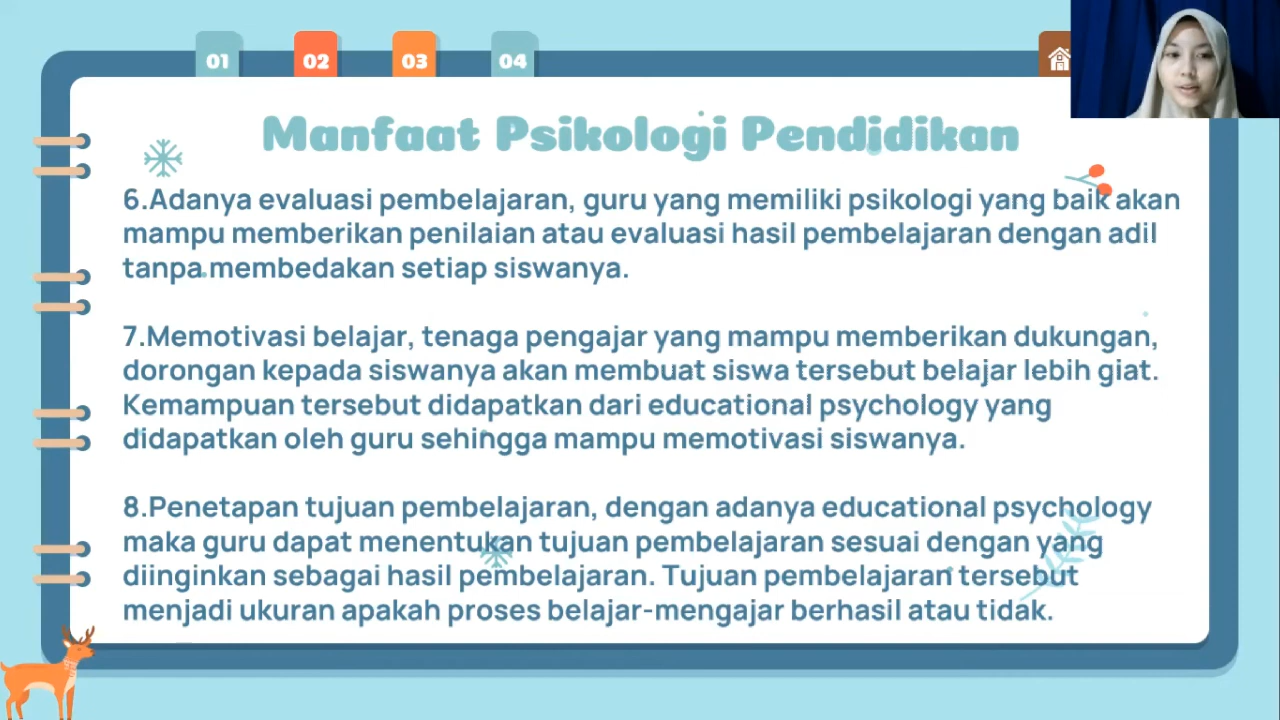 01 02 03 04
Manfaat Psikologi Pendidikan
6.Adanya evaluasi pembelajaran, guru yang memiliki psikologi yang baik akan
mampu memberikan penilaian atau evaluasi hasil pembelajaran dengan adil
tanpa membedakan setiap siswanya.
7.Memotivasi belajar, tenaga pengajar yang mampu memberikan dukungan,
dorongan kepada siswanya akan membuat siswa tersebut belajar lebih giat.
Kemampuan tersebut didapatkan dari educational psychology yang
didapatkan oleh guru sehingga mampu memotivasi siswanya.
8.Penetapan tujuan pembelajaran, dengan adanya educational psychology
maka guru dapat menentukan tujuan pembelajaran sesuai dengan yang
diinginkan sebagai hasil pembelajaran. Tujuan pembelajaran tersebut
menjadi ukuran apakah proses belajar-mengajar berhasil atau tidak.